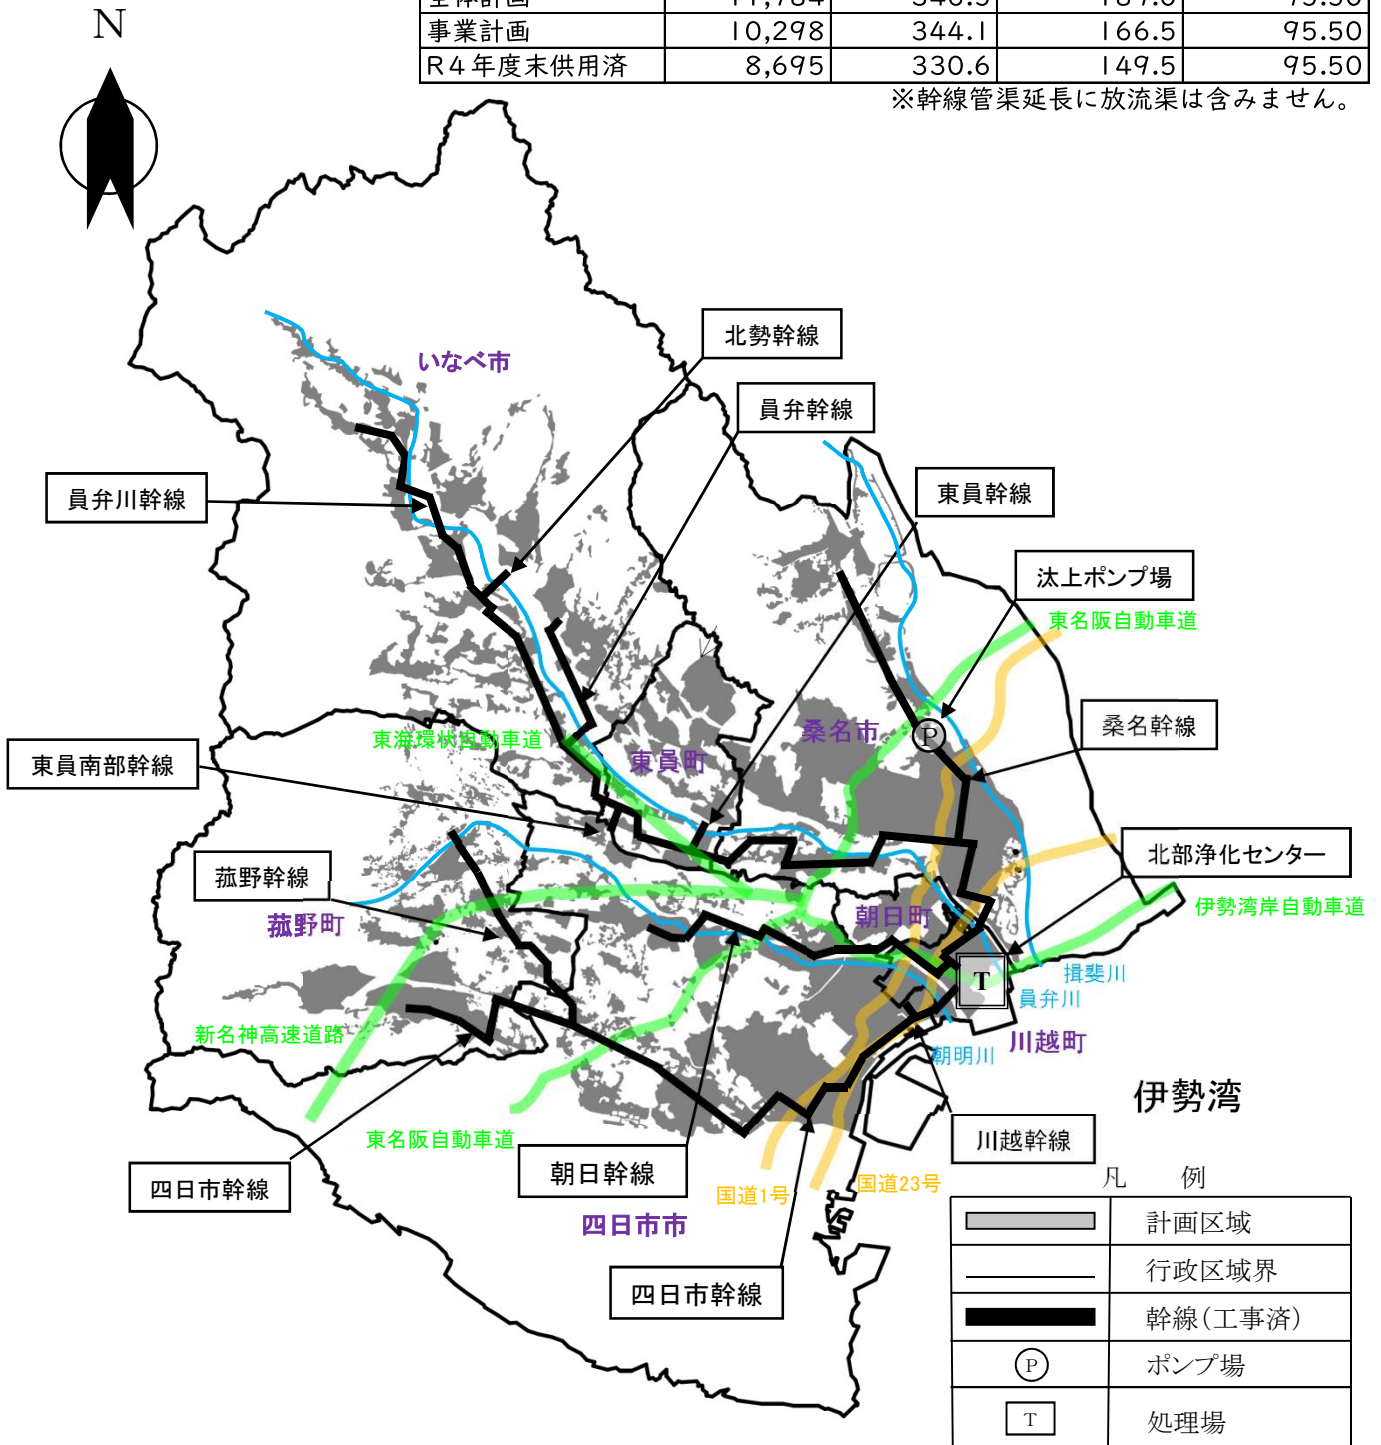 N
事業計画 10,298 344.1 166.5 95.50
R4年度末供用済 8,695 330.6 149.5 95.50
※幹線管渠延長に放流渠は含みません。
北勢幹線
いなべ市
員弁幹線
員弁川幹線
東員幹線
汰上ポンプ場
東名阪自動車道
桑名幹線
桑名市
P
東海環状自動車道
東員町
東員南部幹線
北部浄化センター
菰野幹線
菰野町
朝日町
伊勢湾岸自動車道
T
揖斐川
員弁川
新名神高速道路
川越町
朝明川
伊勢湾
東名阪自動車道
川越幹線
朝日幹線
四日市幹線
国道1号
国道23号
四日市市
四日市幹線
凡 例
計画区域
行政区域界
幹線(工事済)
P ポンプ場
T 処理場